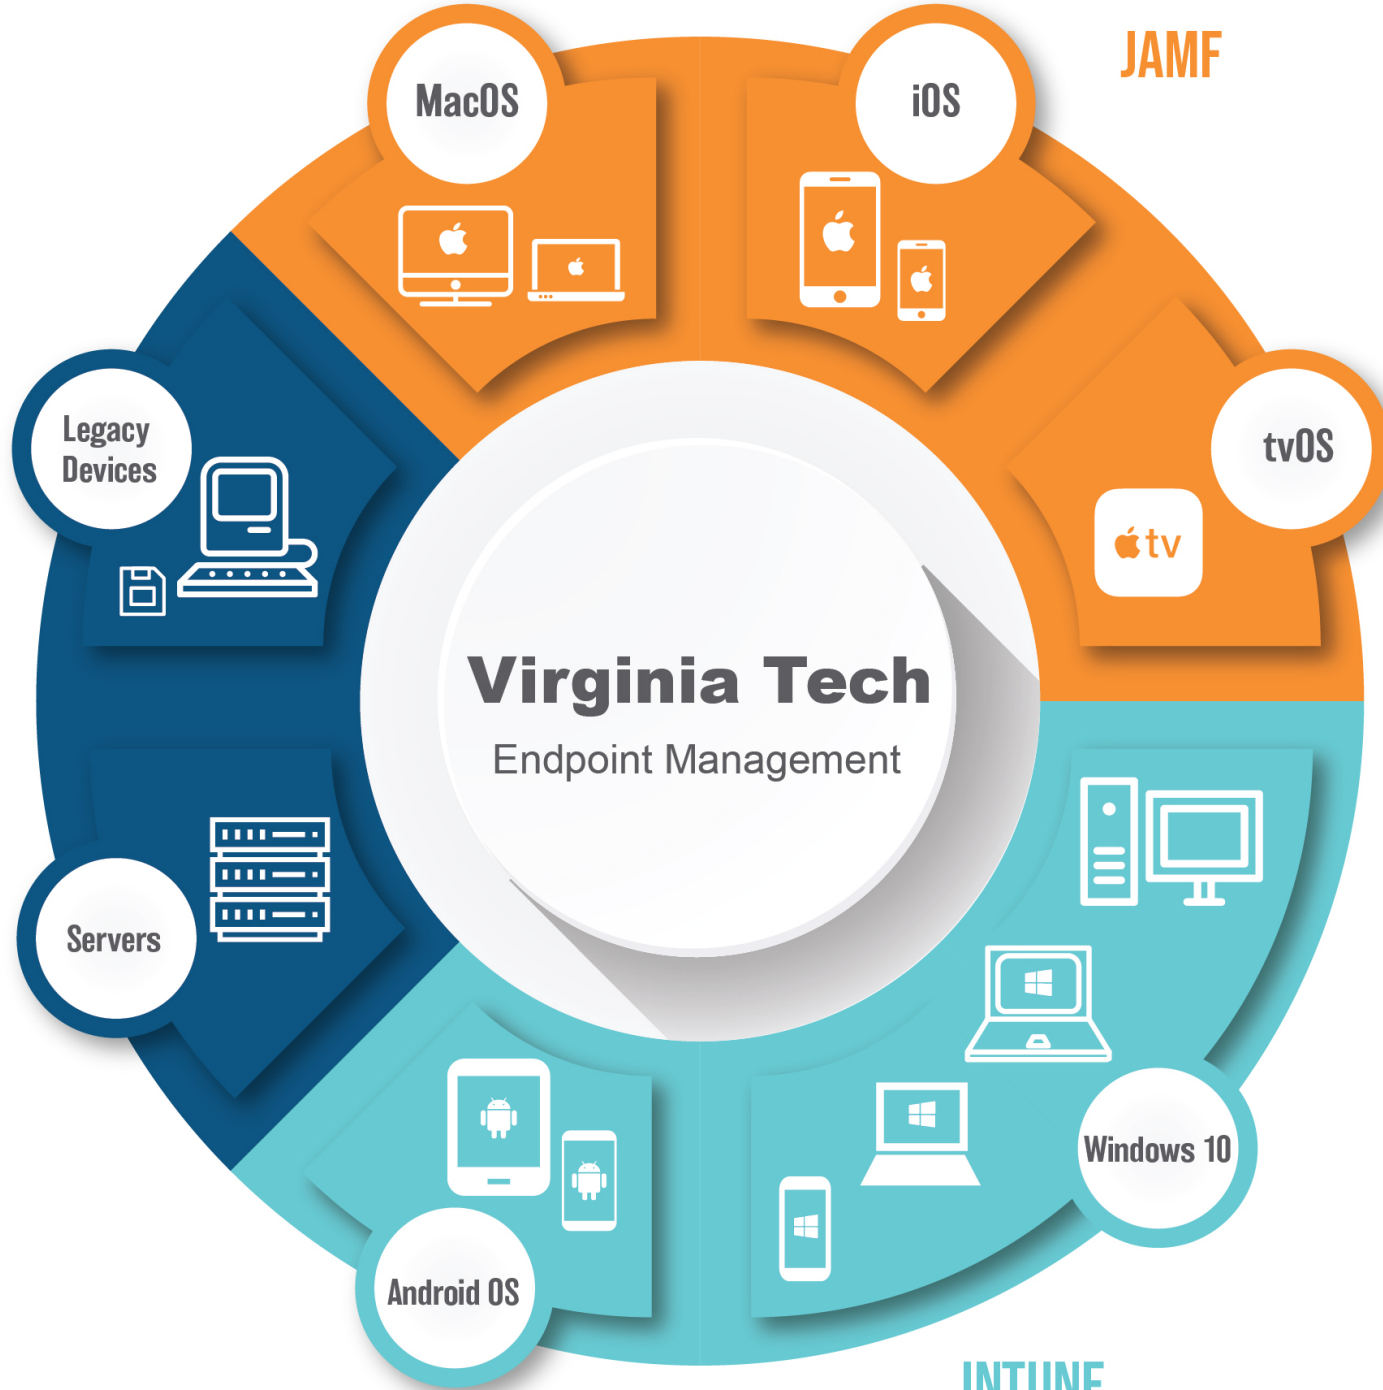 JAMF
MacOS
iOS
Legacy
Devices
tvOS
tv
Virginia Tech
Endpoint Management
Servers
Windows 10
Android OS
INTUNE